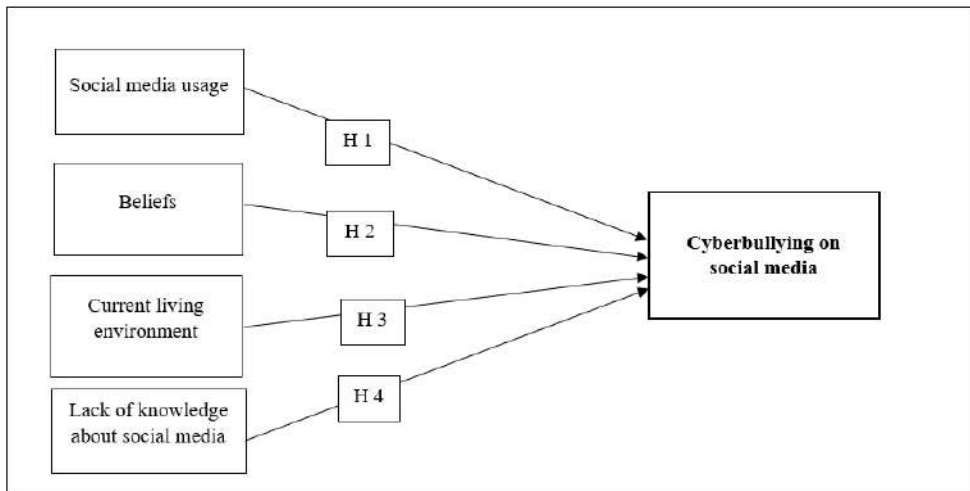 Social media usage
H 1
Beliefs
H 2
Current living
environment
H 3
Lack of knowledge
about social media
H 4
Cyberbullying on
social media